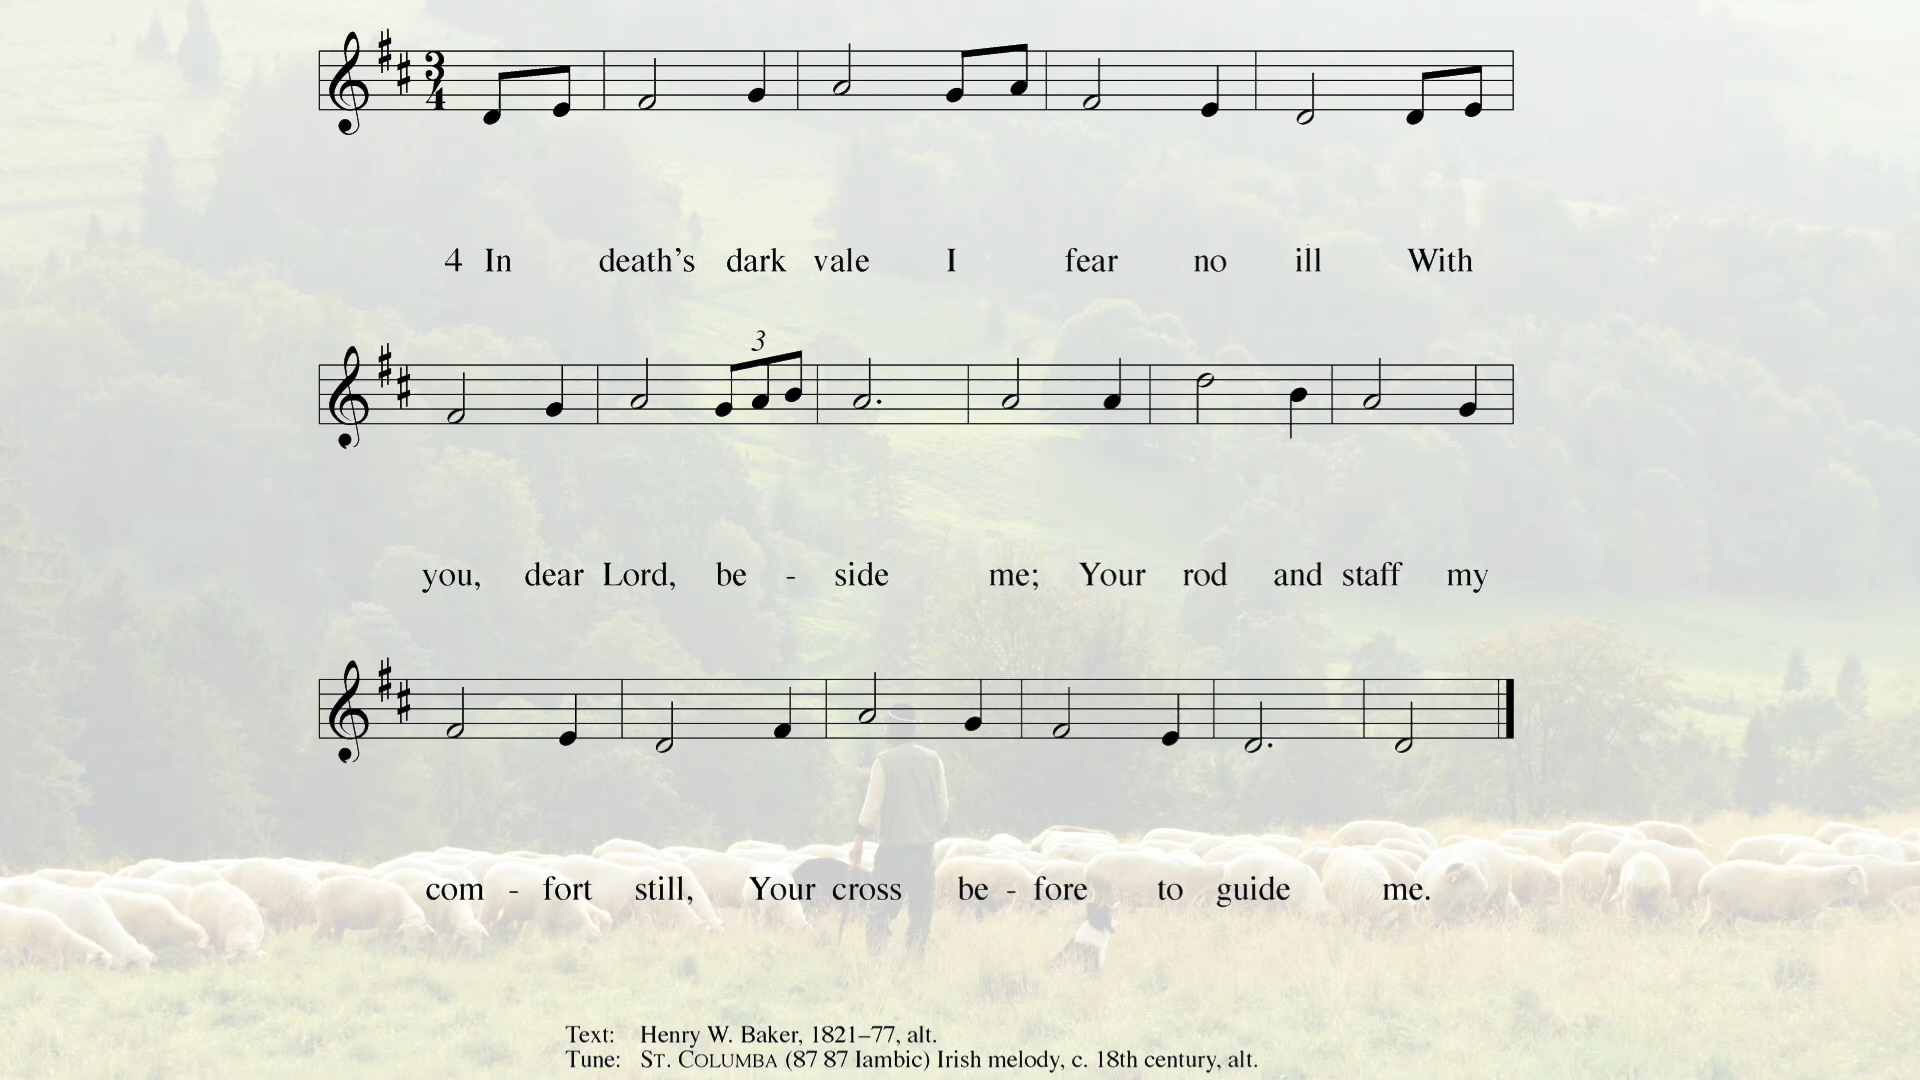 3
4
4 In death's dark vale I fear no ill With
3
you, dear Lord, be - side me; Your rod and staff my
com - fort still, Your cross be - fore to guide me.
Text: Henry W. Baker, 1821–77, alt.
Tune: ST. COLUMBA (87 87 Iambic) Irish melody, c. 18th century, alt.